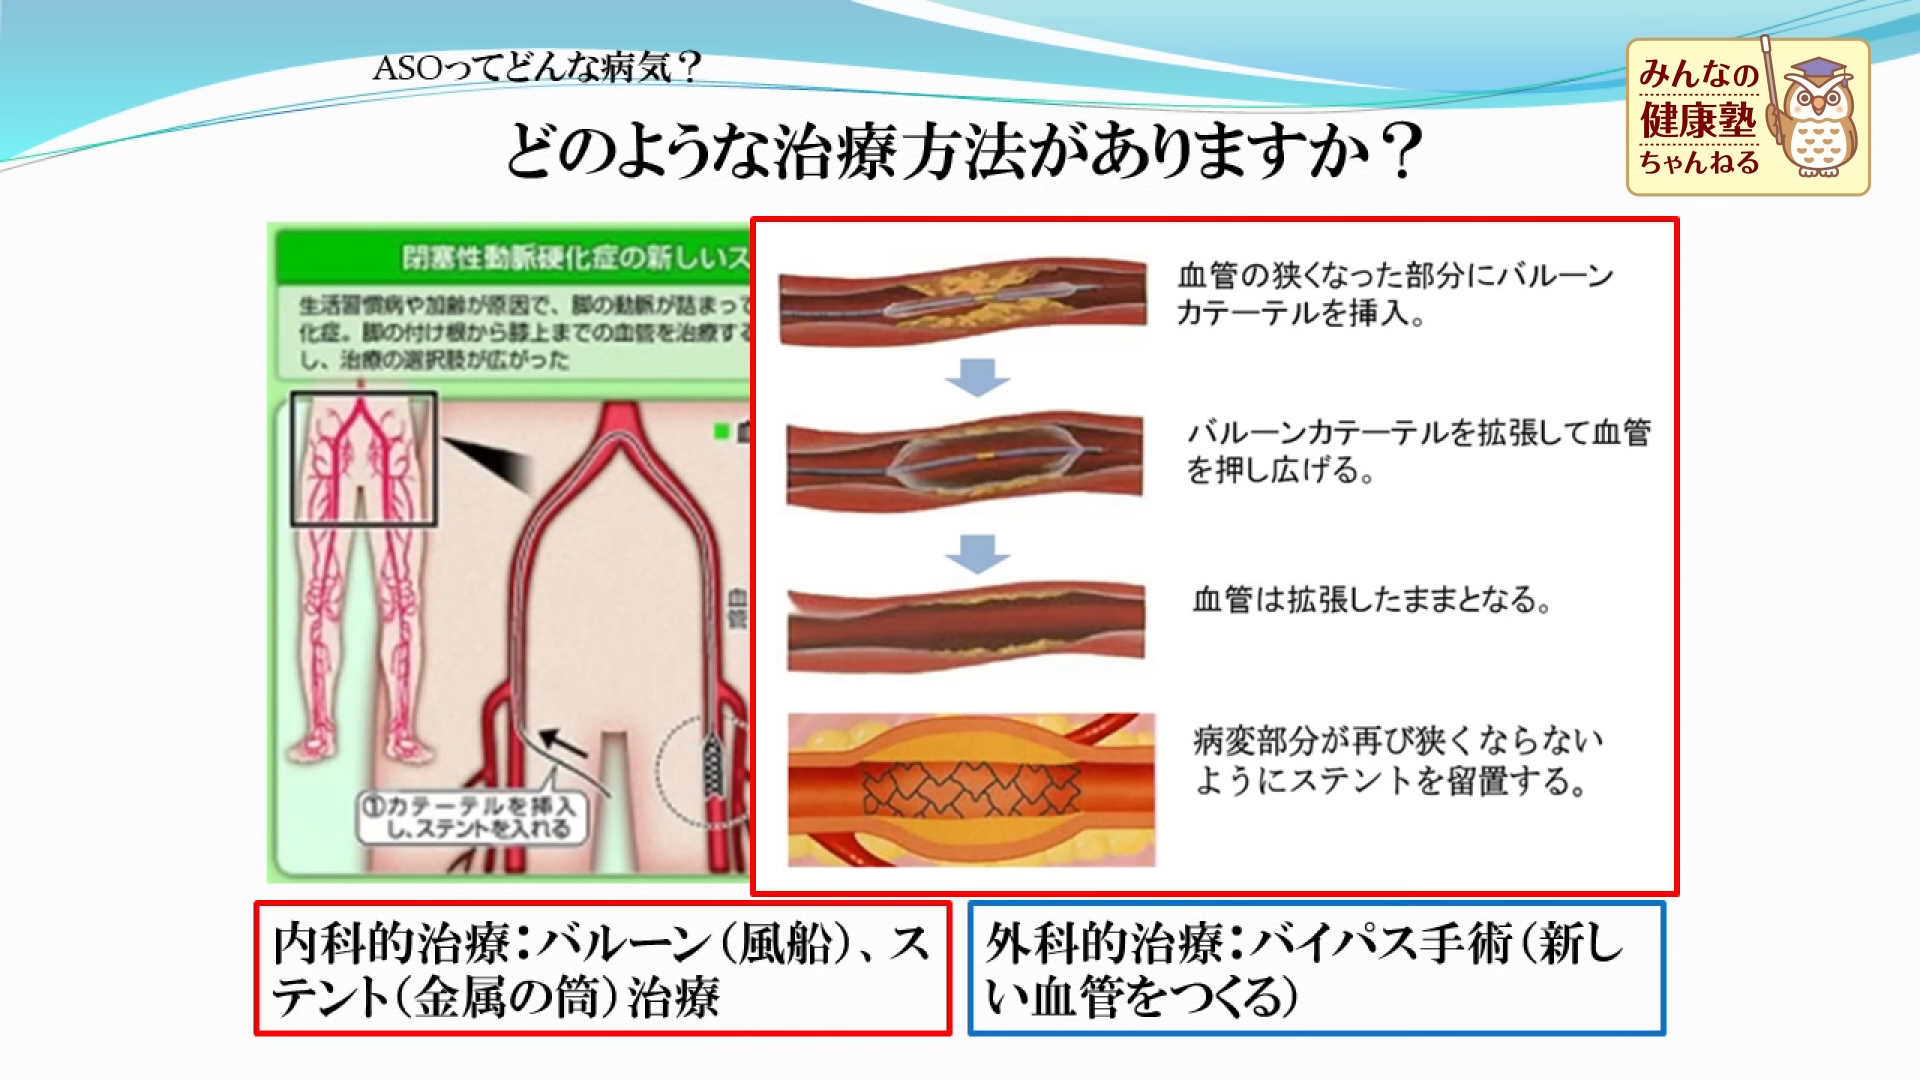 ASOってどんな病気？
みんなの
健康塾
ちゃんねる
どのような治療方法がありますか？
閉塞性動脈硬化症の新しいス
生活習慣病や加齢が原因で、脚の動脈が詰まって
化症。脚の付け根から膝上までの血管を治療する
し、治療の選択肢が広がった
血管
①カテーテルを挿入
し、ステントを入れる
血管の狭くなった部分にバルーン
カテーテルを挿入。
バルーンカテーテルを拡張して血管
を押し広げる。
血管は拡張したままとなる。
病変部分が再び狭くならない
ようにステントを留置する。
内科的治療：バルーン（風船）、ス
テント（金属の筒）治療
外科的治療：バイパス手術（新し
い血管をつくる）